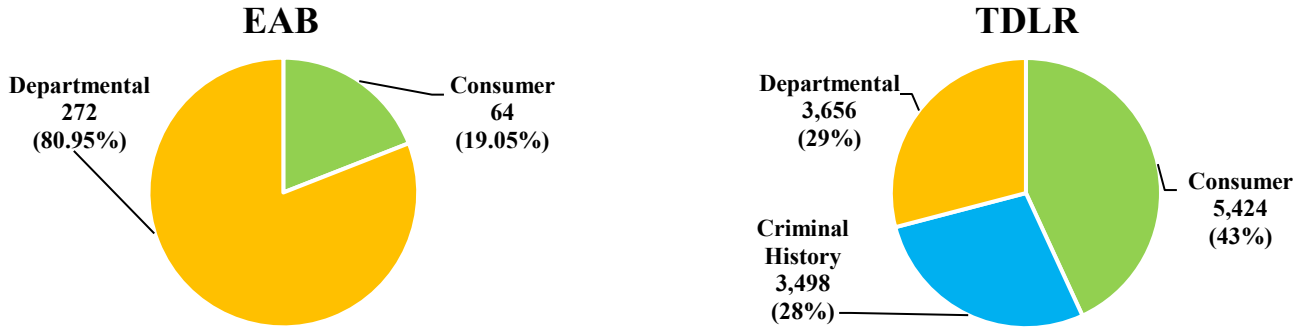 EAB
Departmental
272
(80.95%)
Consumer
64
(19.05%)
TDLR
Departmental
3,656
(29%)
Consumer
5,424
(43%)
Criminal
History
3,498
(28%)